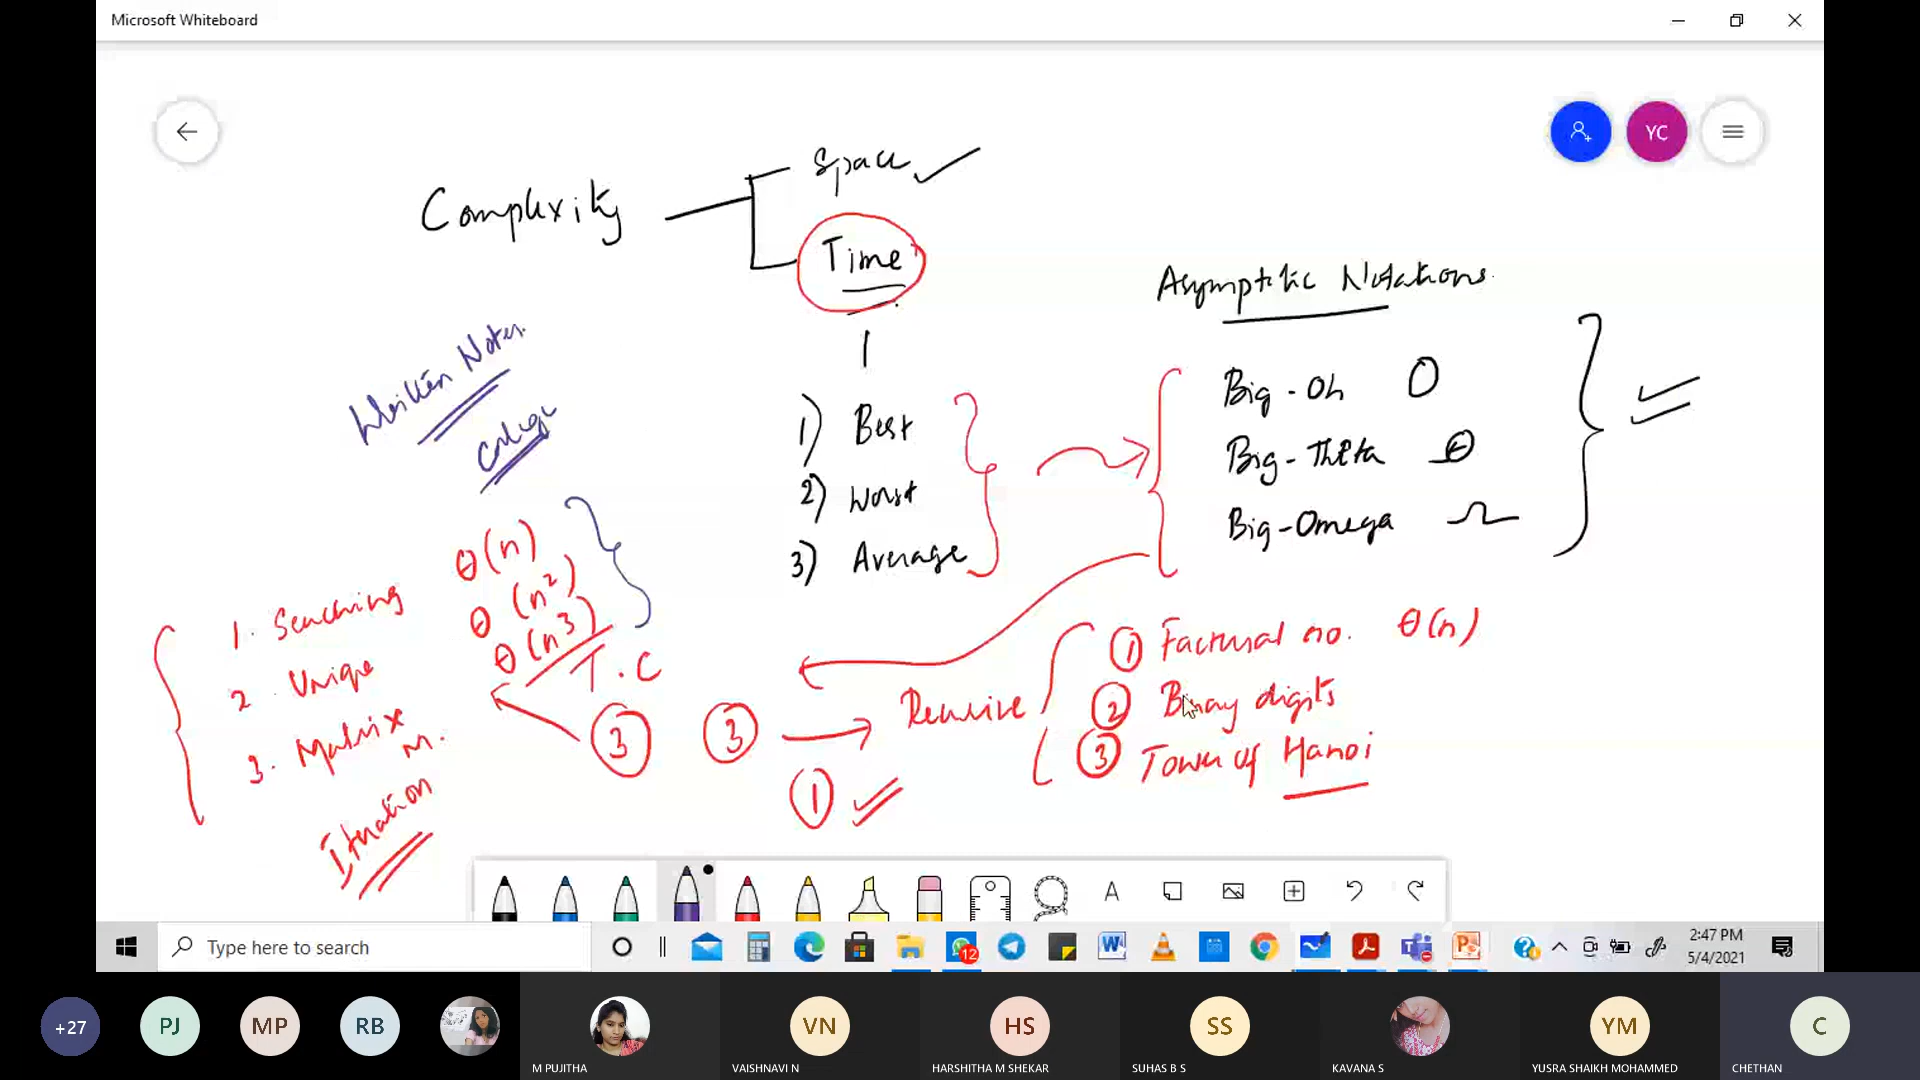 Microsoft Whiteboard
YC
Complexity
Space
Time
Asymptotic Notations
Written Notes
College
1) Best
2) Worst
3) Average
Big-Oh O
Big-Theta Θ
Big-Omega Ω
1. Searching θ(n)
2. Unique θ(n²)
3. Matrix M. θ(n³)
T.C
Iteration
3
3
1
Recursive
1 Factorial no. θ(n)
2 Binary digits
3 Tower of Hanoi
A
Type here to search
12
2:47 PM
5/4/2021
+27
PJ
MP
RB
M PUJITHA
VN
VAISHNAVI N
HS
HARSHITHA M SHEKAR
SS
SUHAS B S
KAVANA S
YM
YUSRA SHAIKH MOHAMMED
C
CHETHAN